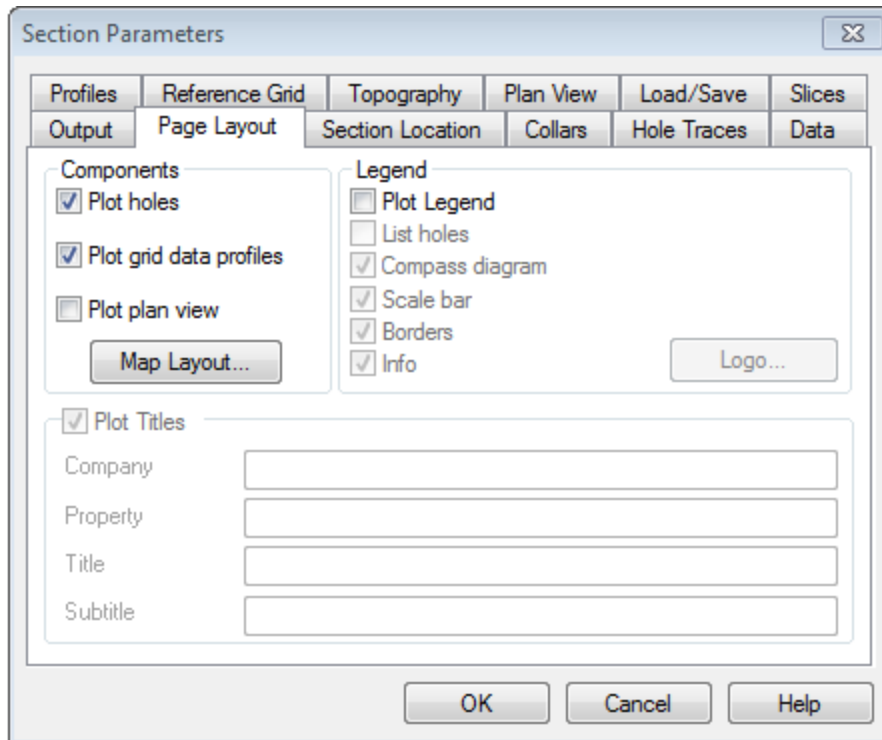 Section Parameters
Profiles Reference Grid Topography Plan View Load/Save Slices
Output Page Layout Section Location Collars Hole Traces Data
Components
Plot holes
Plot grid data profiles
Plot plan view
Map Layout...
Legend
Plot Legend
List holes
Compass diagram
Scale bar
Borders
Info
Logo...
Plot Titles
Company
Property
Title
Subtitle
OK Cancel Help